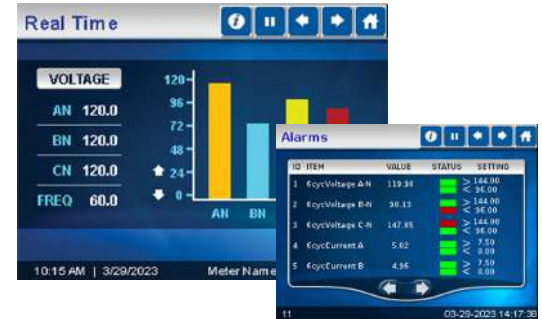 Real Time
VOLTAGE
AN 120.0
BN 120.0
CN 120.0
FREQ 60.0
120
96
72
48
24
0
AN BN
10:15 AM | 3/29/2023 Meter Name
Alarms
ID ITEM VALUE STATUS SETTING
1 6cycVoltage A-N 119.98 > 144.00
< 96.00
2 6cycVoltage B-N 90.13 > 144.00
< 96.00
3 6cycVoltage C-N 147.85 > 144.00
< 96.00
4 6cycCurrent A 5.02 > 7.50
< 0.00
5 6cycCurrent B 4.96 > 7.50
< 0.00
11 03-29-2023 14:17:38